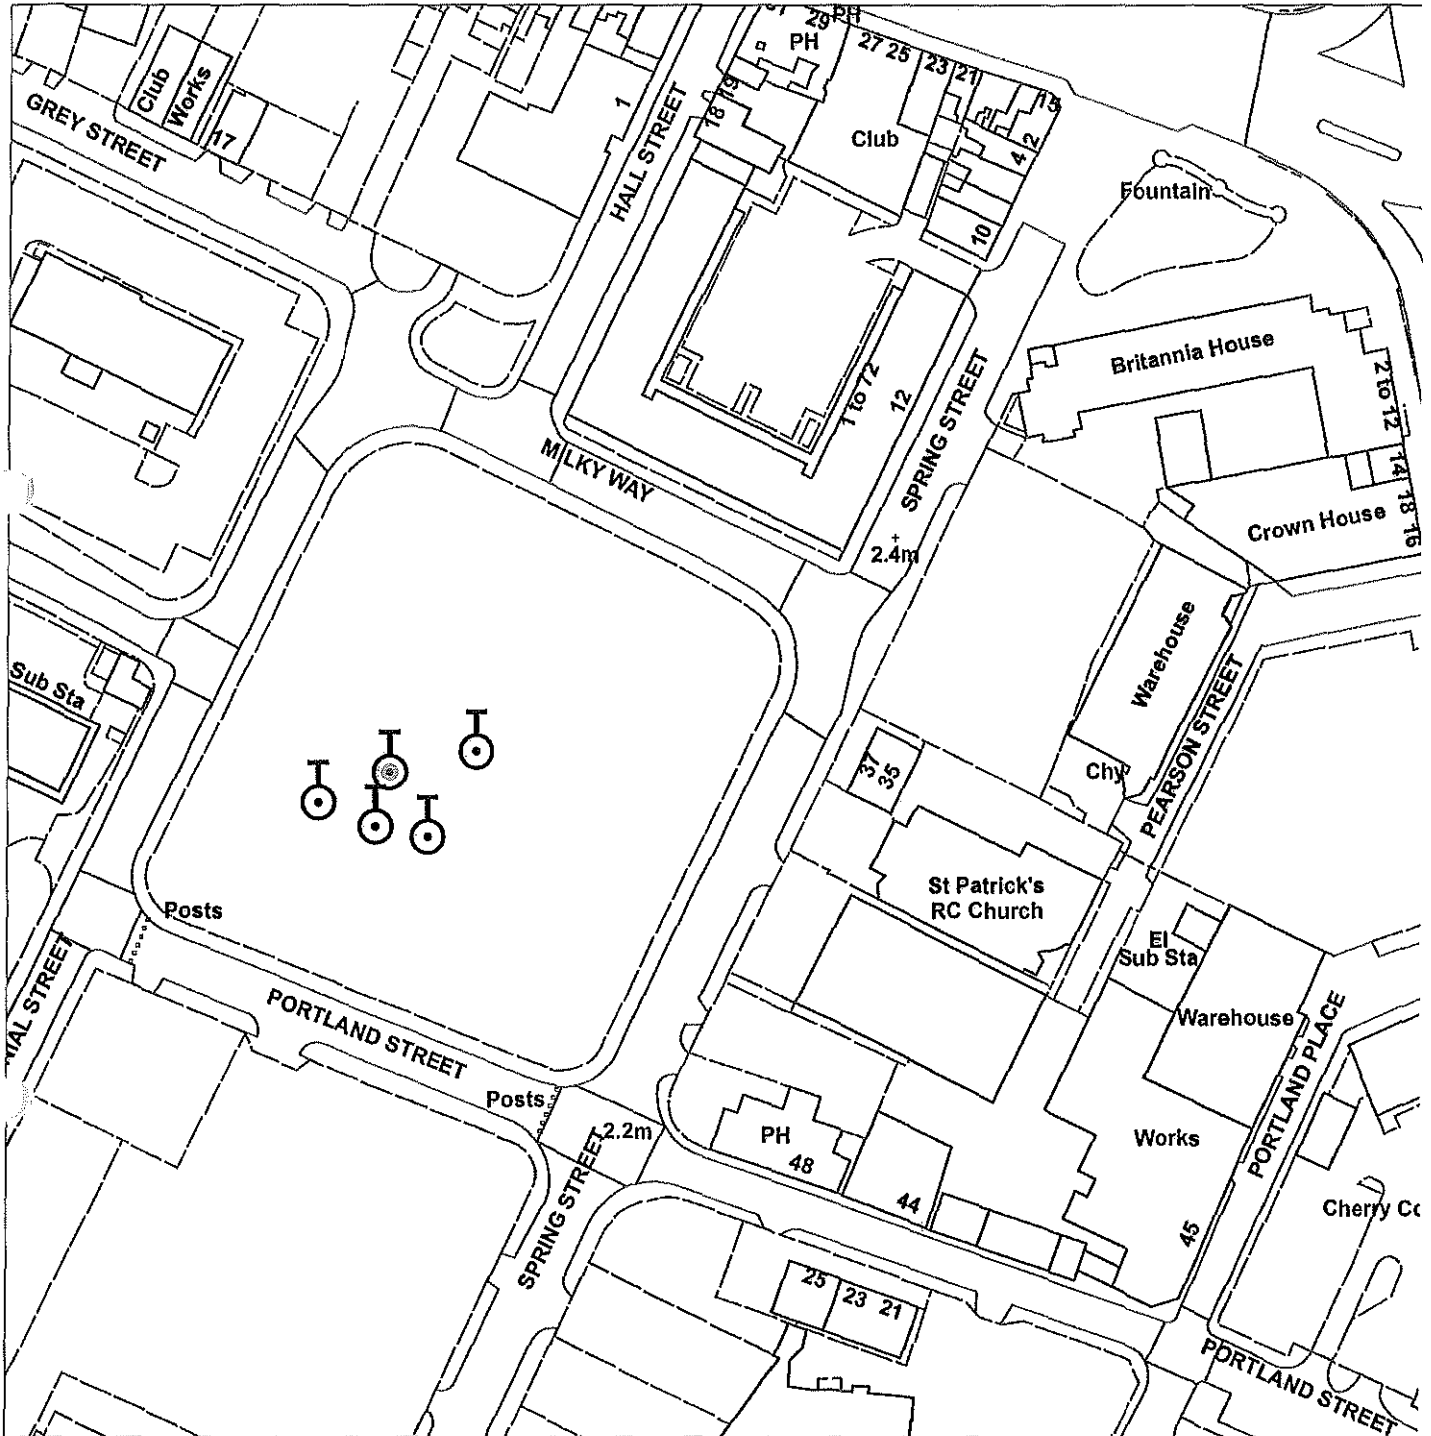 29
PH
PH
27
25
23
21
15
2
4
Club
Works
17
GREY STREET
1
HALL STREET
18
19
Club
10
Fountain
Britannia House
2 to 12
14
18
16
Crown House
1 to 72
12
SPRING STREET
MILKY WAY
2.4m
Warehouse
PEARSON STREET
Sub Sta
37
35
Chy
St Patrick's
RC Church
El
Sub Sta
Posts
NIAL STREET
PORTLAND STREET
Posts
2.2m
SPRING STREET
PH
48
44
Warehouse
Works
45
PORTLAND PLACE
Cherry Co
25
23
21
PORTLAND STREET